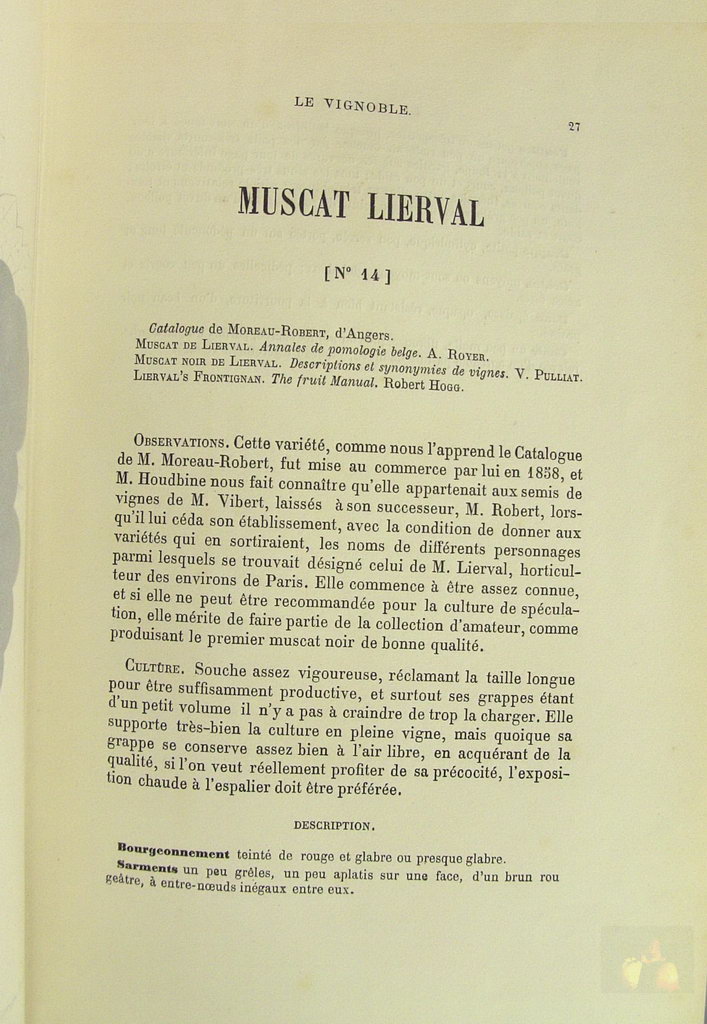 LE VIGNOBLE.
27
MUSCAT LIERVAL
[N° 14]
Catalogue de MOREAU-ROBERT, d'Angers.
MUSCAT DE LIERVAL. Annales de pomologie belge. A. ROYER.
MUSCAT NOIR DE LIERVAL. Descriptions et synonymies de vignes. V. PULLIAT.
LIERVAL'S FRONTIGNAN. The fruit Manual. Robert HOGG.
OBSERVATIONS. Cette variété, comme nous l'apprend le Catalogue
de M. Moreau-Robert, fut mise au commerce par lui en 1858, et
M. Houdbine nous fait connaître qu'elle appartenait aux semis de
vignes de M. Vibert, laissés à son successeur, M. Robert, lors-
qu'il lui céda son établissement, avec la condition de donner aux
variétés qui en sortiraient, les noms de différents personnages
parmi lesquels se trouvait désigné celui de M. Lierval, horticul-
teur des environs de Paris. Elle commence à être assez connue,
et si elle ne peut être recommandée pour la culture de spécula-
tion, elle mérite de faire partie de la collection d'amateur, comme
produisant le premier muscat noir de bonne qualité.
CULTURE. Souche assez vigoureuse, réclamant la taille longue
pour être suffisamment productive, et surtout ses grappes étant
d'un petit volume il n'y a pas à craindre de trop la charger. Elle
supporte très-bien la culture en pleine vigne, mais quoique sa
grappe se conserve assez bien à l'air libre, en acquérant de la
qualité, si l'on veut réellement profiter de sa précocité, l'exposi-
tion chaude à l'espalier doit être préférée.
DESCRIPTION.
Bourgeonnement teinté de rouge et glabre ou presque glabre.
Sarments un peu grêles, un peu aplatis sur une face, d'un brun rou
geâtre, à entre-nœuds inégaux entre eux.